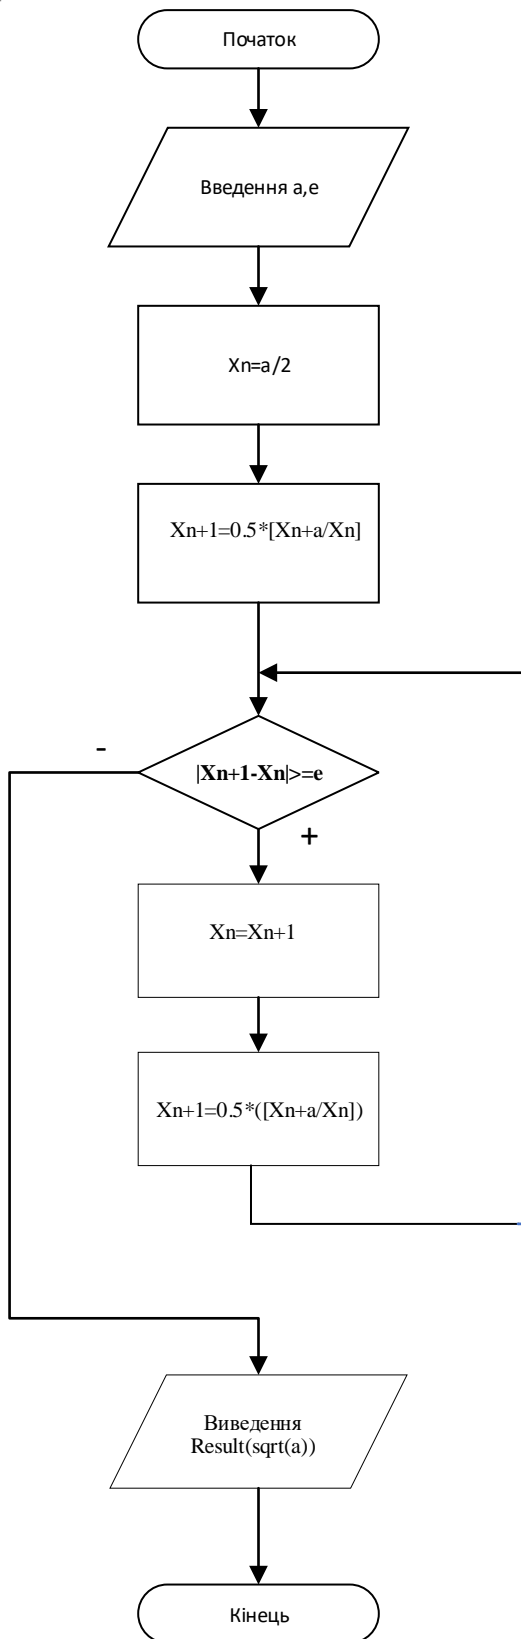 Початок
Введення а,е
Xn=a/2
Xn+1=0.5*[Xn+a/Xn]
-
|Xn+1-Xn|>=e
+
Xn=Xn+1
Xn+1=0.5*([Xn+a/Xn])
Виведення
Result(sqrt(a))
Кінець